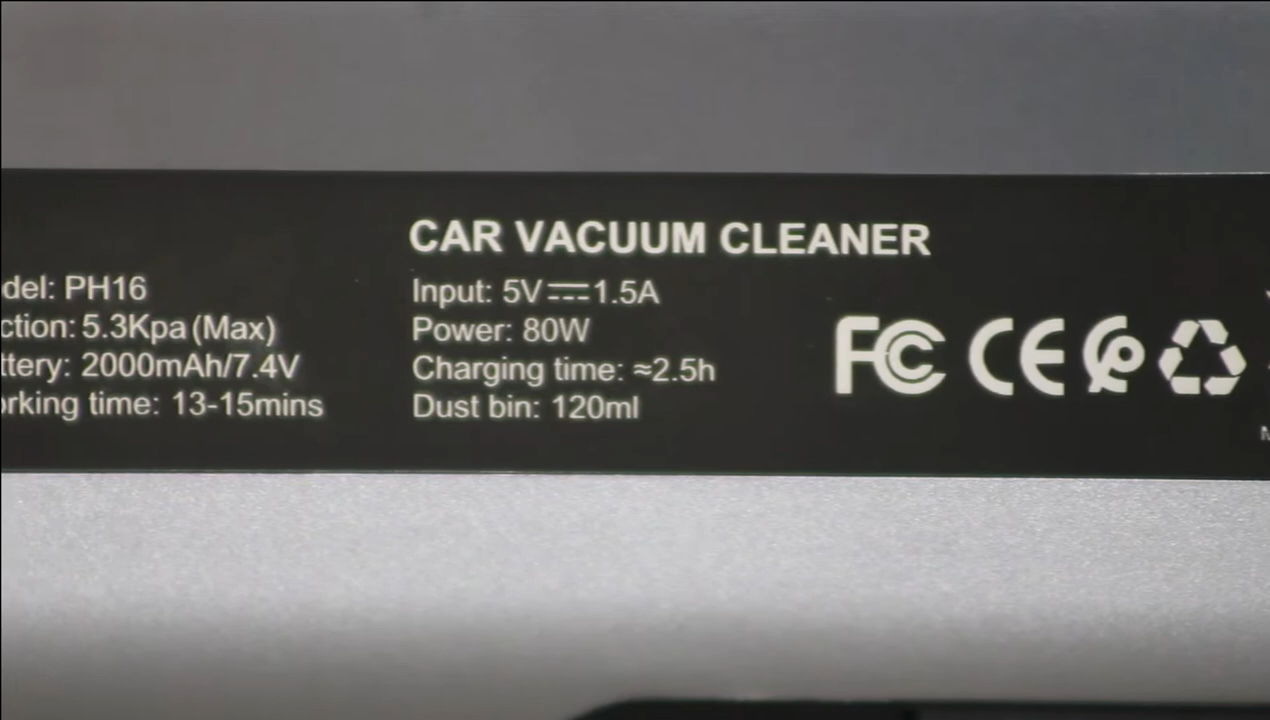 CAR VACUUM CLEANER
del: PH16
ction: 5.3Kpa (Max)
ttery: 2000mAh/7.4V
rking time: 13-15mins
Input: 5V⎓1.5A
Power: 80W
Charging time: ≈2.5h
Dust bin: 120ml
FC CE